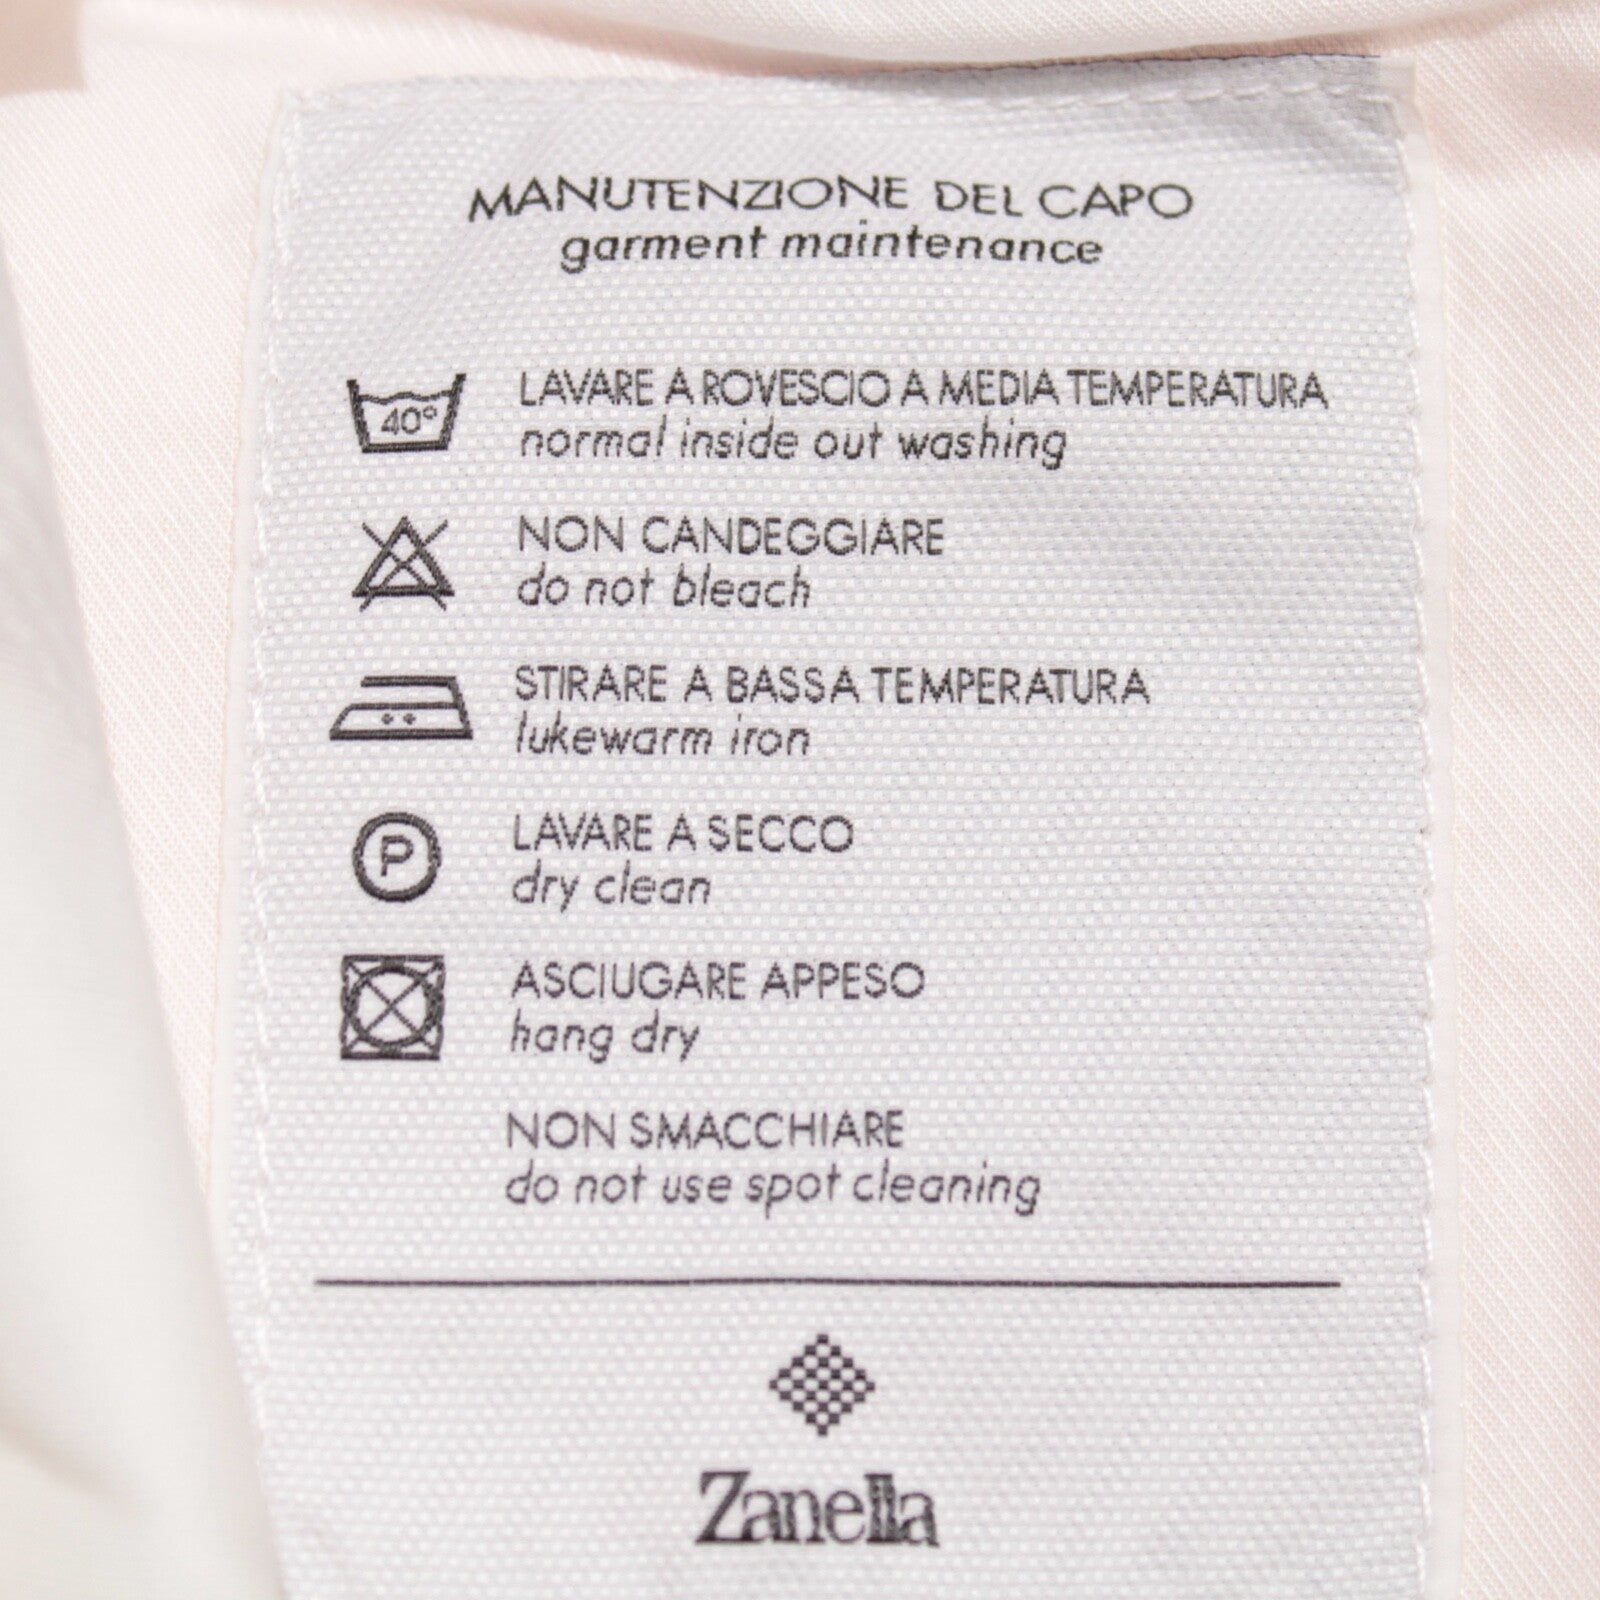 MANUTENZIONE DEL CAPO
garment maintenance
40°
LAVARE A ROVESCIO A MEDIA TEMPERATURA
normal inside out washing
NON CANDEGGIARE
do not bleach
STIRARE A BASSA TEMPERATURA
lukewarm iron
P
LAVARE A SECCO
dry clean
ASCIUGARE APPESO
hang dry
NON SMACCHIARE
do not use spot cleaning
Zanella